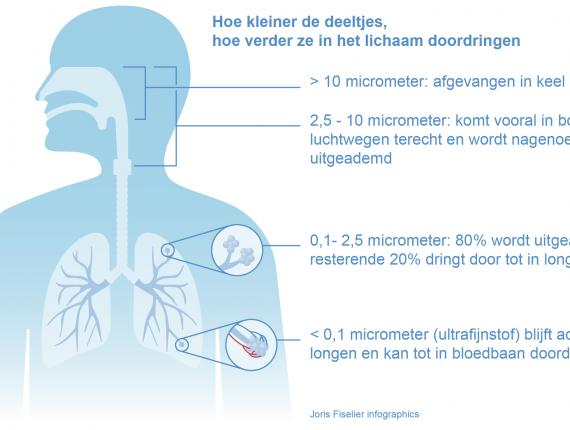 Hoe kleiner de deeltjes,
hoe verder ze in het lichaam doordringen
> 10 micrometer: afgevangen in keel
2,5 - 10 micrometer: komt vooral in
luchtwegen terecht en wordt
uitgeademd
0,1- 2,5 micrometer: 80% wordt
resterende 20% dringt door tot in
< 0,1 micrometer (ultrafijnstof) blijft
longen en kan tot in bloedbaan
Joris Fiselier infographics